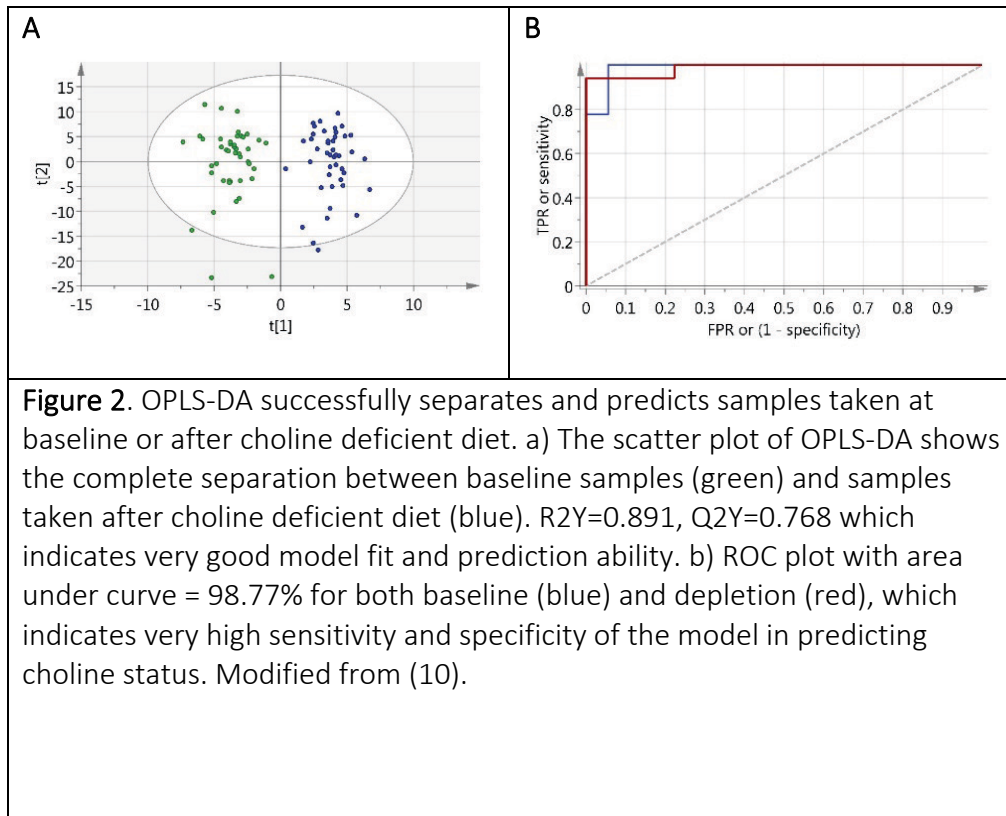 A
15
10
5
0
-5
-10
-15
-20
-25
t[2]
-15 -10 -5 0 5 10
t[1]
B
0.8
0.6
0.4
0.2
0
TPR or sensitivity
0 0.1 0.2 0.3 0.4 0.5 0.6 0.7 0.8 0.9
FPR or (1 - specificity)
Figure 2. OPLS-DA successfully separates and predicts samples taken at
baseline or after choline deficient diet. a) The scatter plot of OPLS-DA shows
the complete separation between baseline samples (green) and samples
taken after choline deficient diet (blue). R2Y=0.891, Q2Y=0.768 which
indicates very good model fit and prediction ability. b) ROC plot with area
under curve = 98.77% for both baseline (blue) and depletion (red), which
indicates very high sensitivity and specificity of the model in predicting
choline status. Modified from (10).